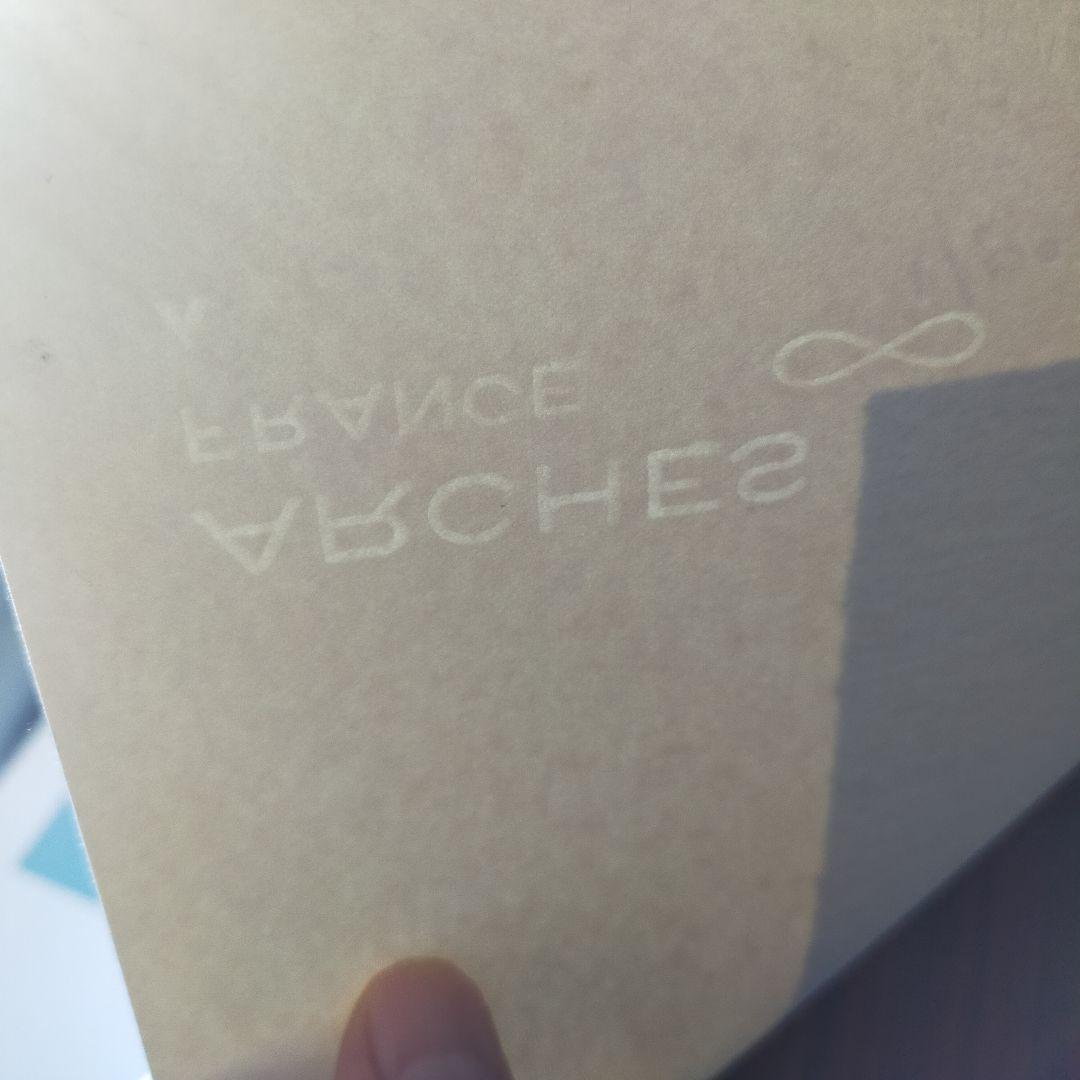 ARCHES
FRANCE
∞